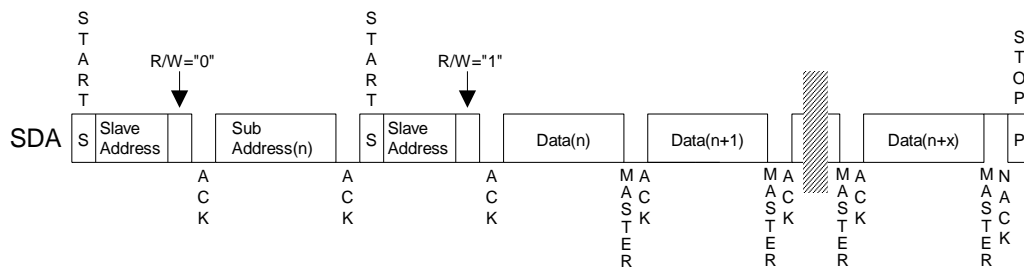 START
START
STOP
R/W="0"
R/W="1"
SDA
S
Slave
Address
Sub
Address(n)
S
Slave
Address
Data(n)
Data(n+1)
Data(n+x)
P
ACK
ACK
ACK
MASTER
ACK
MASTER
ACK
MASTER
ACK
MASTER
NACK